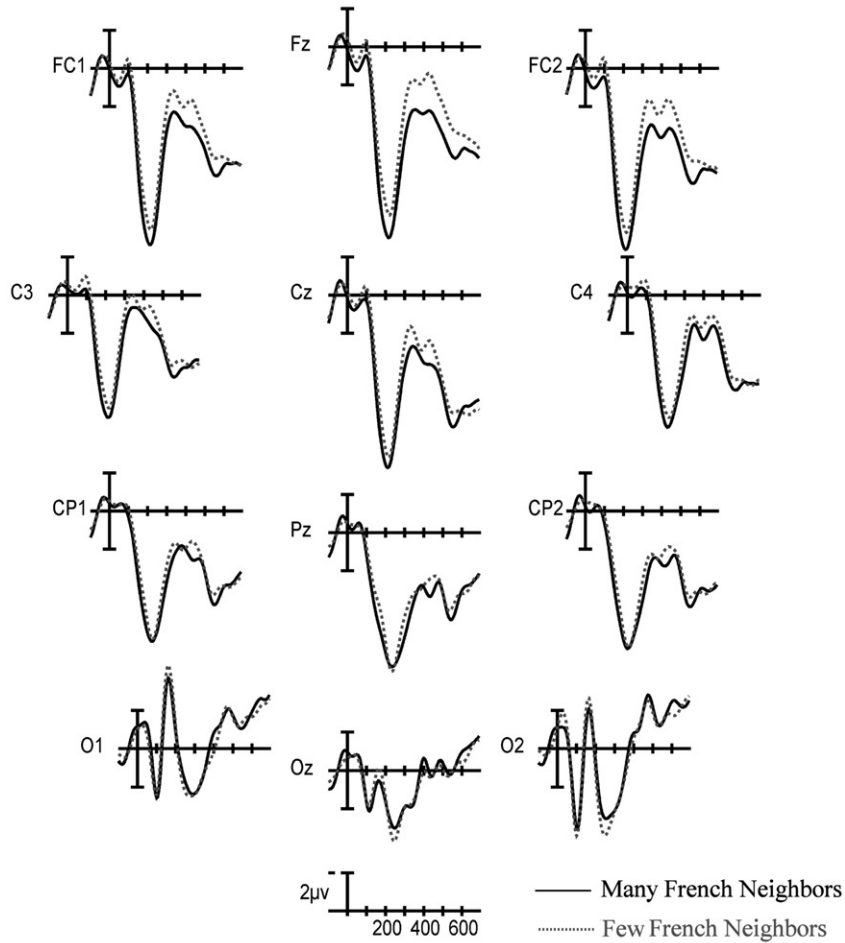 FC1
Fz
FC2
C3
Cz
C4
CP1
Pz
CP2
O1
Oz
O2
2μv
200 400 600
Many French Neighbors
Few French Neighbors